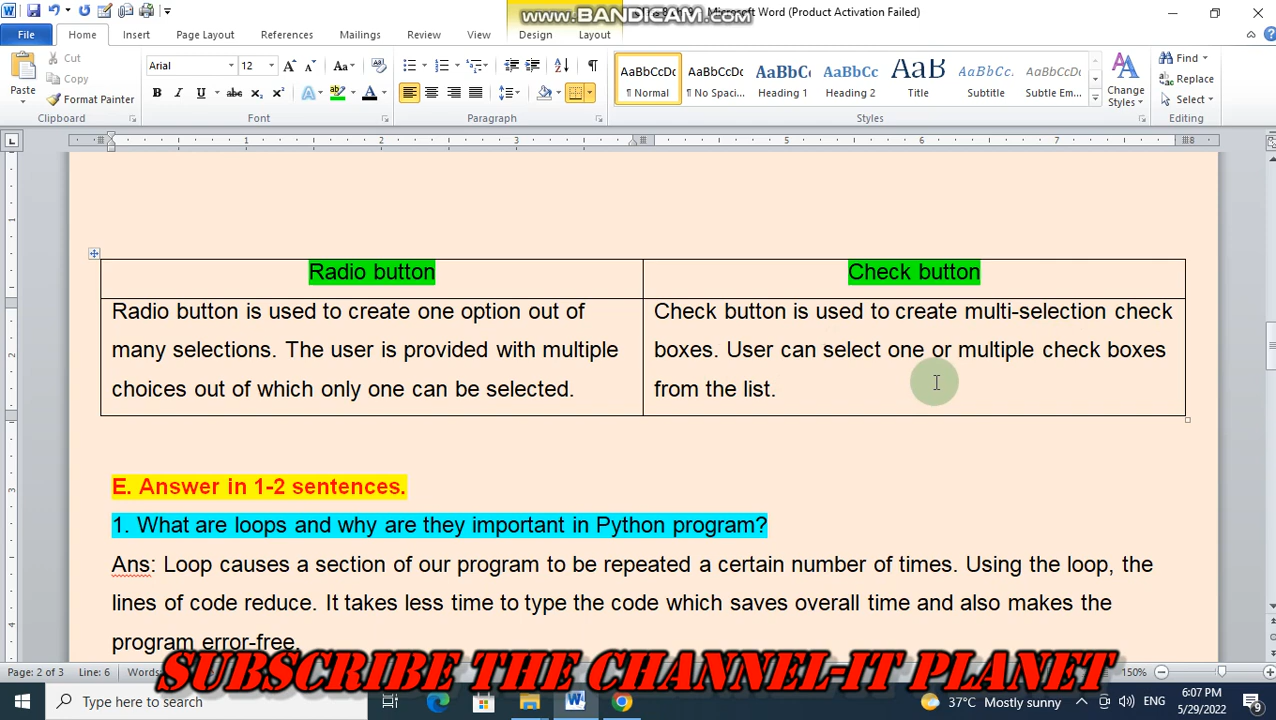 www.BANDICAM.com
Microsoft Word (Product Activation Failed)
File Home Insert Page Layout References Mailings Review View Design Layout
Paste
Cut
Copy
Format Painter
Clipboard
Arial 12
Font
Paragraph
AaBbCcDc AaBbCcDc AaBbCc AaBbCc AaB AaBbCc. AaBbCcDc
¶ Normal ¶ No Spaci... Heading 1 Heading 2 Title Subtitle Subtle Em...
Change
Styles
Styles
Find
Replace
Select
Editing
1 2 3 5 6 7 8
Radio button Check button
Radio button is used to create one option out of
many selections. The user is provided with multiple
choices out of which only one can be selected.
Check button is used to create multi-selection check
boxes. User can select one or multiple check boxes
from the list.
E. Answer in 1-2 sentences.
1. What are loops and why are they important in Python program?
Ans: Loop causes a section of our program to be repeated a certain number of times. Using the loop, the
lines of code reduce. It takes less time to type the code which saves overall time and also makes the
program error-free.
Page: 2 of 3 Line: 6 Words: 150%
SUBSCRIBE THE CHANNEL-IT PLANET
Type here to search
37°C Mostly sunny ENG 6:07 PM
5/29/2022